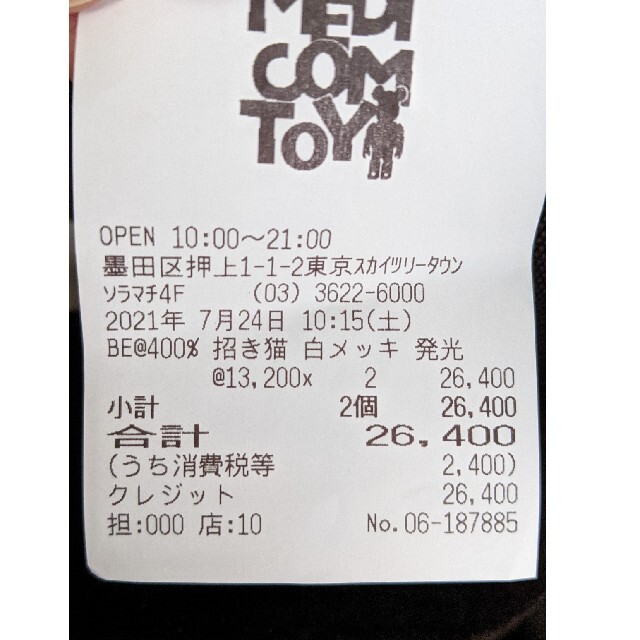 MEDI
COM
TOY
OPEN 10:00～21:00
墨田区押上1-1-2東京ｽｶｲﾂﾘｰﾀｳﾝ
ソラマチ4F (03) 3622-6000
2021年 7月24日 10:15(土)
BE@400% 招き猫 白メッキ 発光
@13,200x 2 26,400
小計 2個 26,400
合計 26,400
(うち消費税等 2,400)
クレジット 26,400
担:000 店:10 No.06-187885